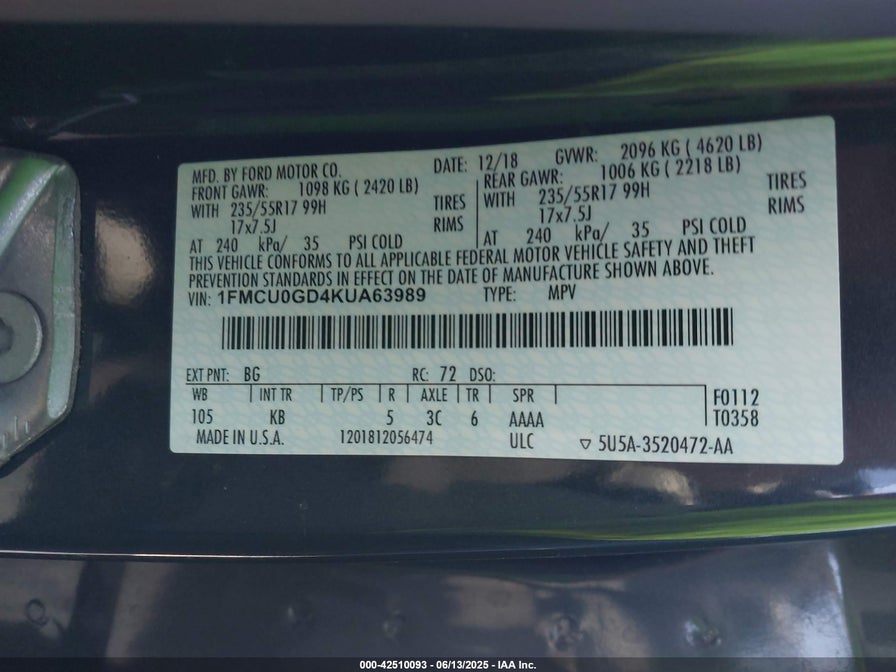 MFD. BY FORD MOTOR CO. DATE: 12/18 GVWR: 2096 KG ( 4620 LB)
FRONT GAWR: 1098 KG ( 2420 LB) REAR GAWR: 1006 KG ( 2218 LB)
WITH 235/55R17 99H TIRES WITH 235/55R17 99H TIRES
17x7.5J RIMS 17x7.5J RIMS
AT 240 kPa/ 35 PSI COLD AT 240 kPa/ 35 PSI COLD
THIS VEHICLE CONFORMS TO ALL APPLICABLE FEDERAL MOTOR VEHICLE SAFETY AND THEFT
PREVENTION STANDARDS IN EFFECT ON THE DATE OF MANUFACTURE SHOWN ABOVE.
VIN: 1FMCU0GD4KUA63989 TYPE: MPV
EXT PNT: BG RC: 72 DSO:
WB INT TR TP/PS R AXLE TR SPR F0112
105 KB 5 3C 6 AAAA T0358
MADE IN U.S.A. 1201812056474 ULC ▽ 5U5A-3520472-AA
000-42510093 - 06/13/2025 - IAA Inc.